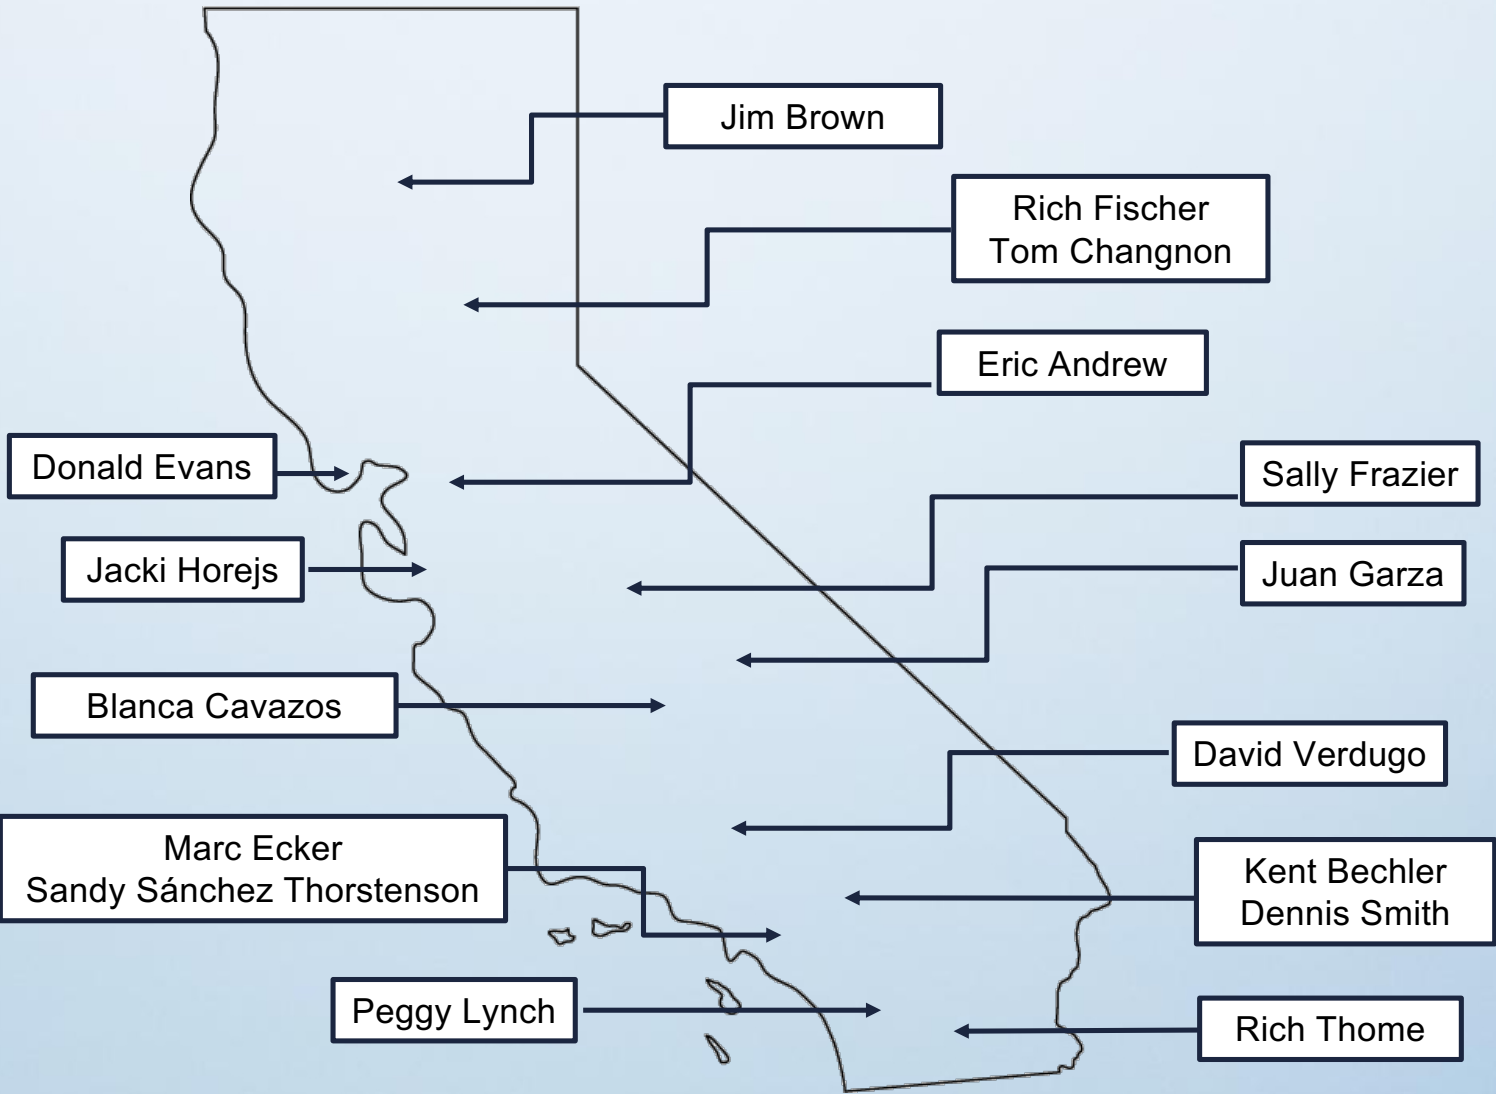 Jim Brown
Rich Fischer
Tom Changnon
Eric Andrew
Donald Evans
Sally Frazier
Jacki Horejs
Juan Garza
Blanca Cavazos
David Verdugo
Marc Ecker
Sandy Sánchez Thorstenson
Kent Bechler
Dennis Smith
Peggy Lynch
Rich Thome